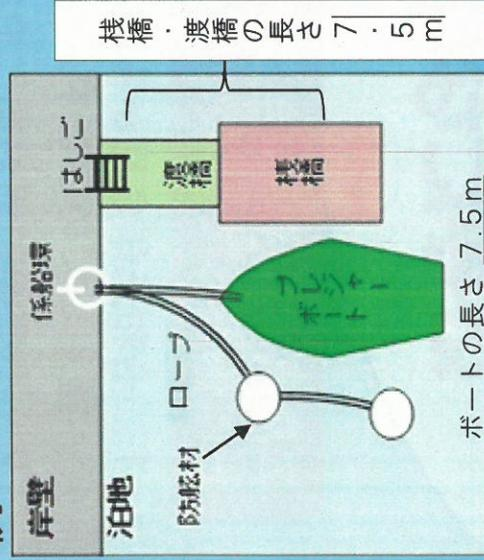 桟橋・渡橋の長さ７．５ｍ
はしご
係船環
岸壁
渡橋
泊地
桟橋
プレジャー
ボート
ロープ
防舷材
ボートの長さ 7.5m